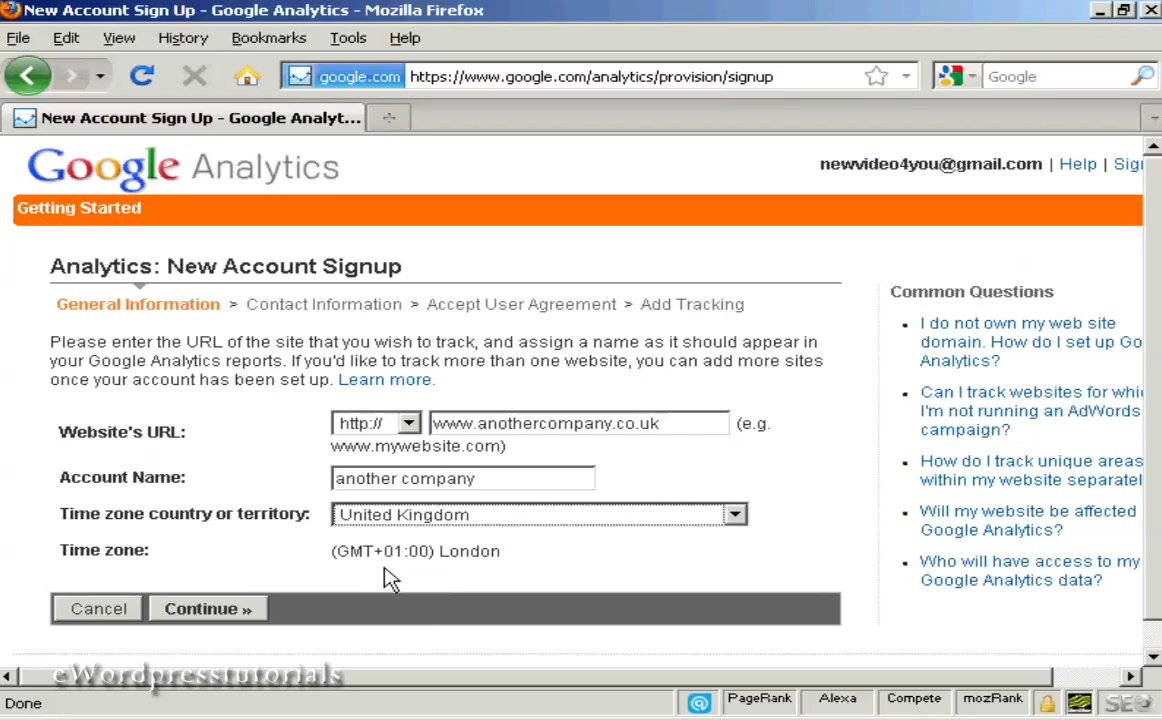 New Account Sign Up - Google Analytics - Mozilla Firefox
File Edit View History Bookmarks Tools Help
google.com https://www.google.com/analytics/provision/signup Google
New Account Sign Up - Google Analyt...
Google Analytics
newvideo4you@gmail.com | Help | Sig
Getting Started
Analytics: New Account Signup
General Information > Contact Information > Accept User Agreement > Add Tracking
Please enter the URL of the site that you wish to track, and assign a name as it should appear in
your Google Analytics reports. If you'd like to track more than one website, you can add more sites
once your account has been set up. Learn more.
Website's URL: http:// www.anothercompany.co.uk (e.g.
www.mywebsite.com)
Account Name: another company
Time zone country or territory: United Kingdom
Time zone: (GMT+01:00) London
Cancel Continue »
Common Questions
I do not own my web site
domain. How do I set up Go
Analytics?
Can I track websites for whic
I'm not running an AdWords
campaign?
How do I track unique areas
within my website separatel
Will my website be affected
Google Analytics?
Who will have access to my
Google Analytics data?
eWordpresstutorials
Done PageRank Alexa Compete mozRank SEO